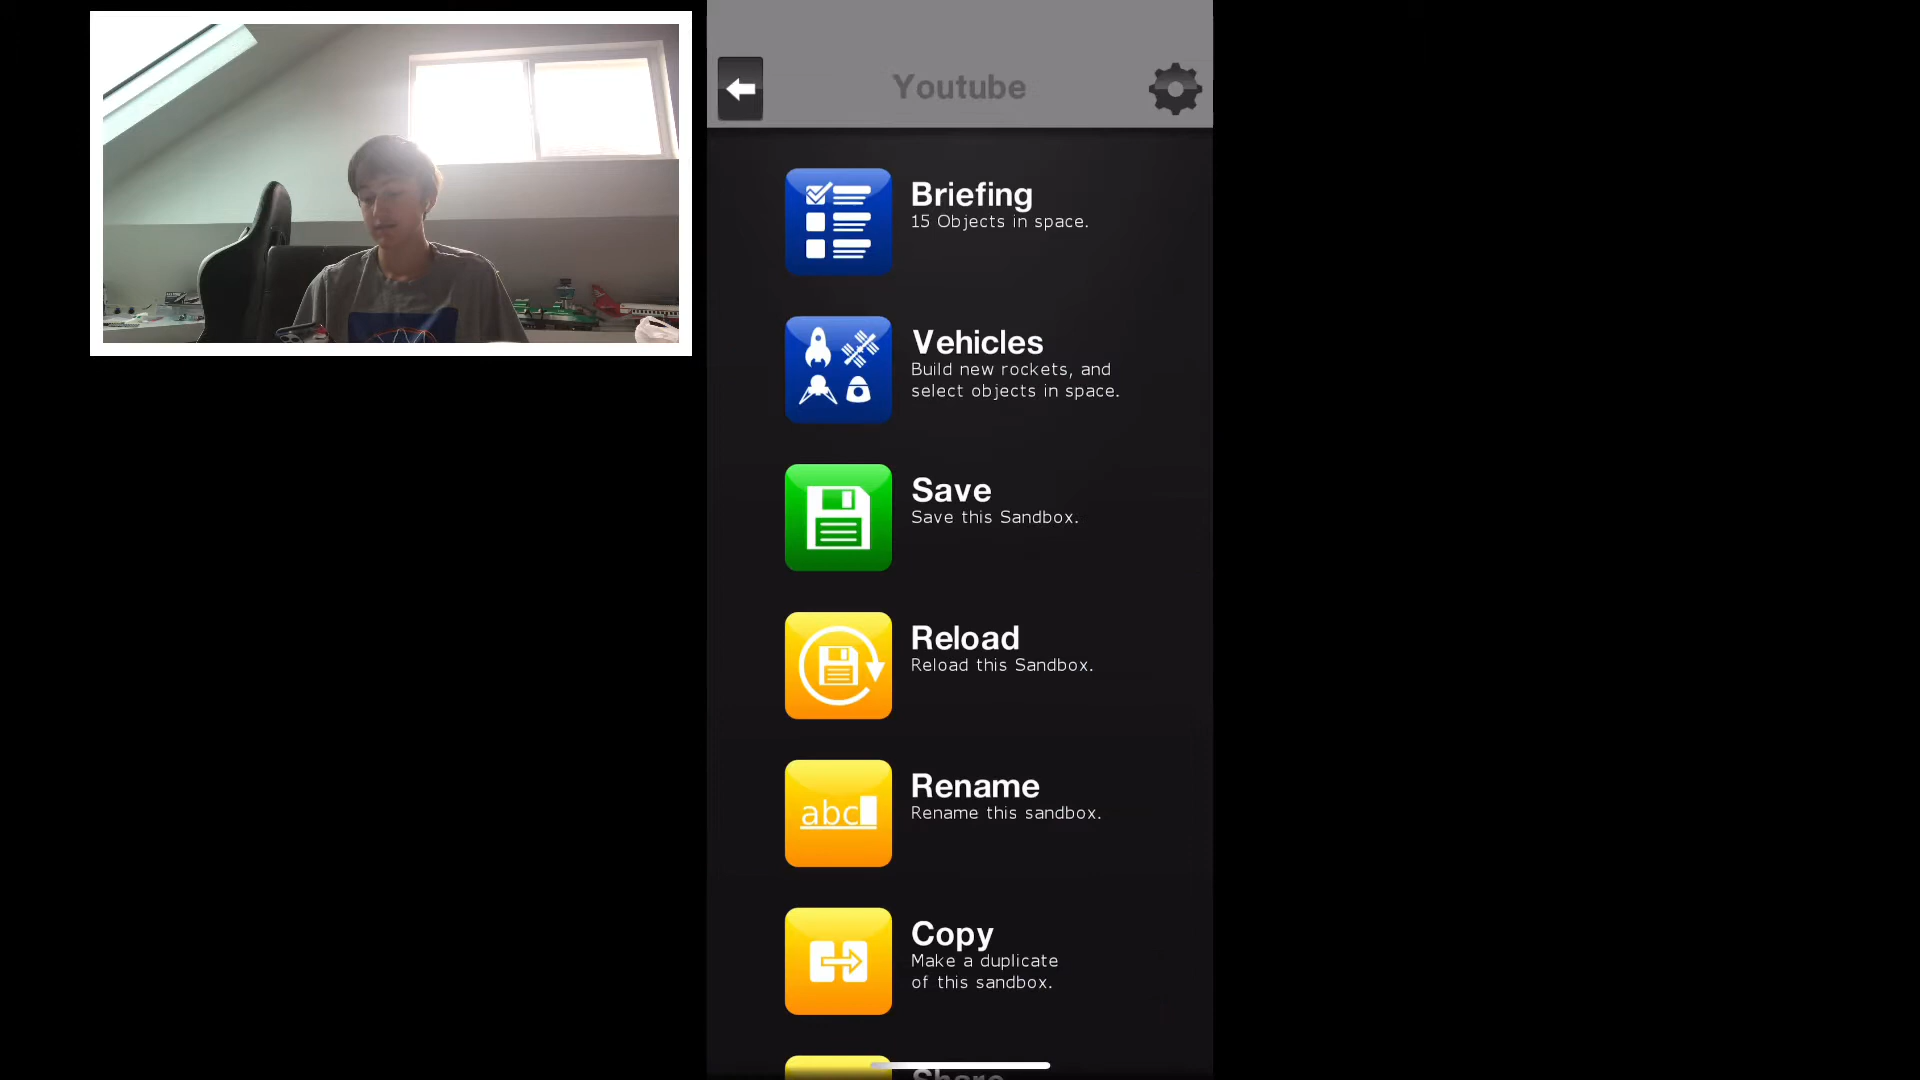 Youtube
Briefing
15 Objects in space.
Vehicles
Build new rockets, and
select objects in space.
Save
Save this Sandbox.
Reload
Reload this Sandbox.
abc
Rename
Rename this sandbox.
Copy
Make a duplicate
of this sandbox.
Share